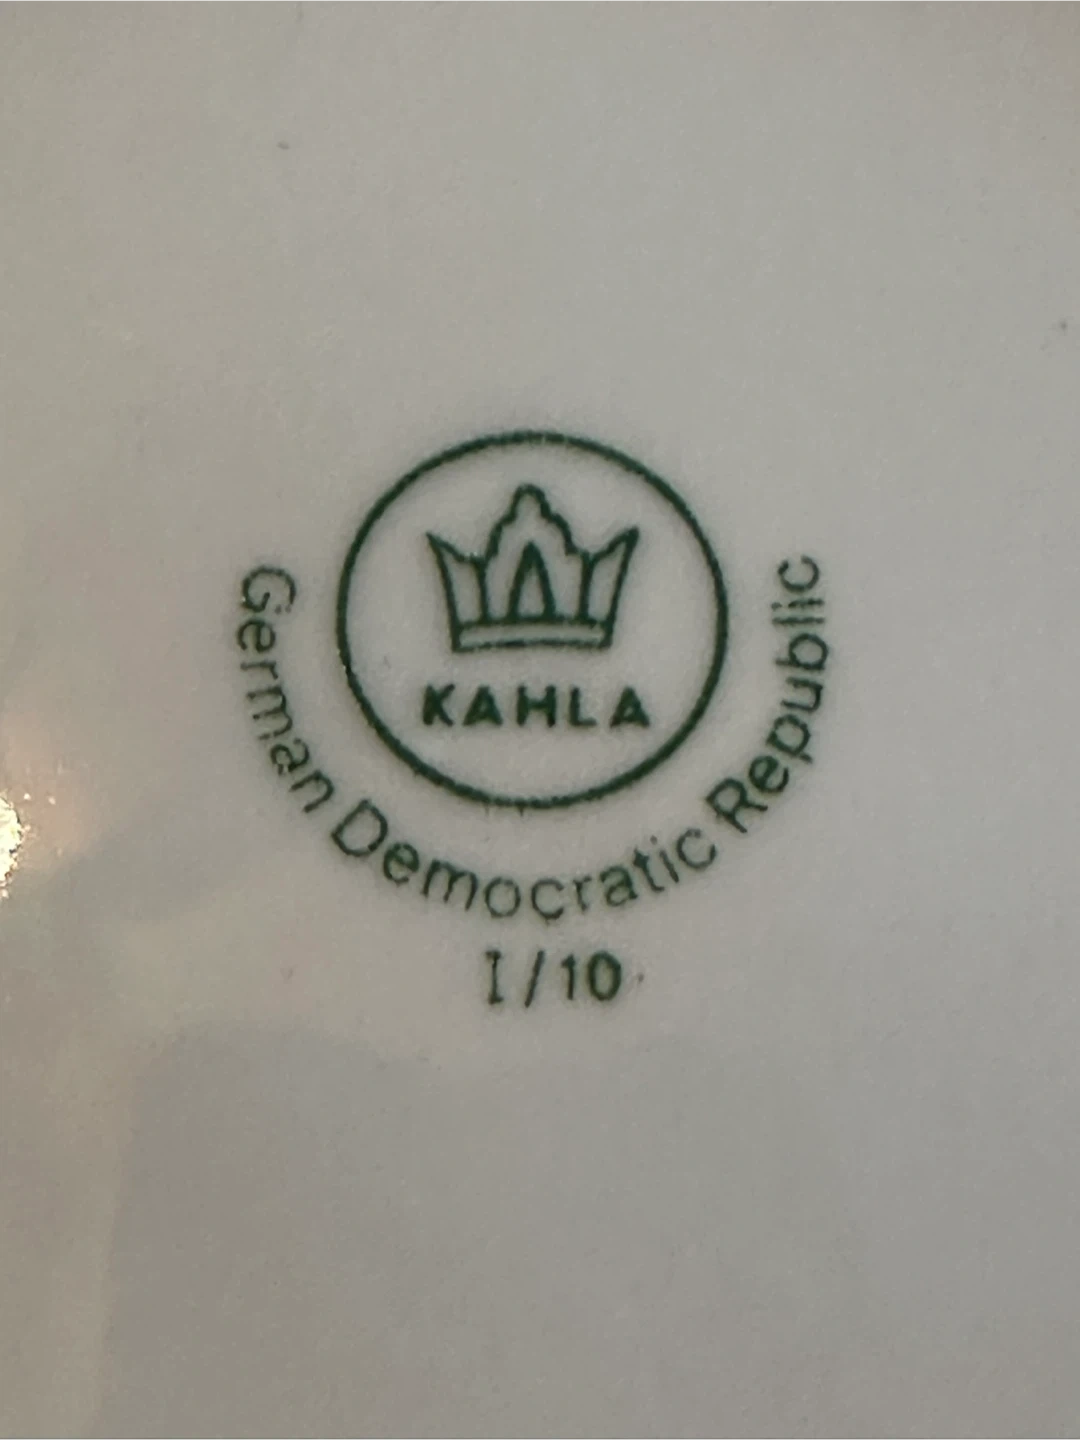 KAHLA
German Democratic Republic
I/10